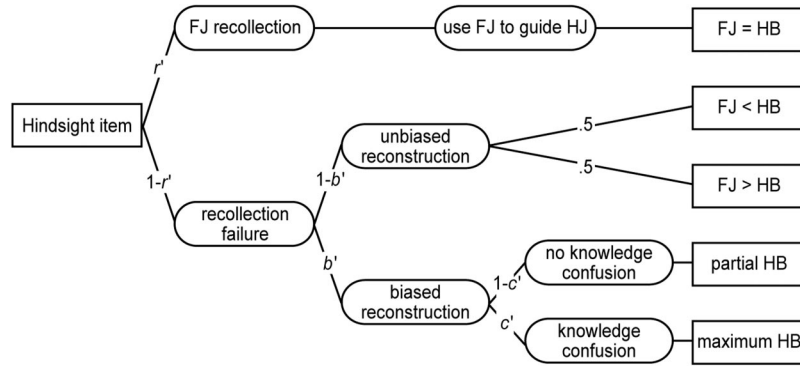 FJ recollection
use FJ to guide HJ
FJ = HB
r'
Hindsight item
FJ < HB
.5
unbiased
reconstruction
.5
FJ > HB
1-r'
1-b'
recollection
failure
b'
no knowledge
confusion
partial HB
1-c'
biased
reconstruction
c'
knowledge
confusion
maximum HB